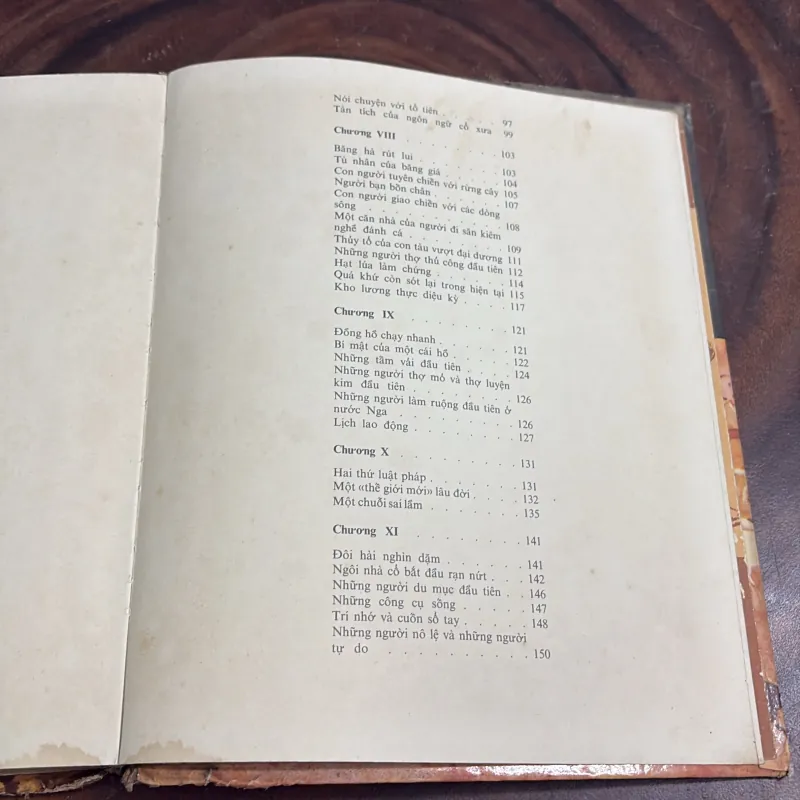 Nói chuyện với tổ tiên . . . . . . 97
Tàn tích của ngôn ngữ cổ xưa 99
Chương VIII . . . . . . . . 103
Băng hà rút lui . . . . . . . 103
Tù nhân của băng giá . . . . . 104
Con người tuyên chiến với rừng cây 105
Người bạn bốn chân . . . . . . 107
Con người giao chiến với các dòng
sông . . . . . . . . . . 108
Một căn nhà của người đi săn kiêm
nghề đánh cá . . . . . . . 109
Thủy tổ của con tàu vượt đại dương 111
Những người thợ thủ công đầu tiên 112
Hạt lúa làm chứng . . . . . . 114
Quá khứ còn sót lại trong hiện tại 115
Kho lương thực diệu kỳ . . . . 117
Chương IX . . . . . . . . 121
Đồng hồ chạy nhanh . . . . . . 121
Bí mật của một cái hồ . . . . . 122
Những tấm vải đầu tiên . . . . 124
Những người thợ mỏ và thợ luyện
kim đầu tiên . . . . . . . . 126
Những người làm ruộng đầu tiên ở
nước Nga . . . . . . . . . 126
Lịch lao động . . . . . . . . 127
Chương X . . . . . . . . . 131
Hai thứ luật pháp . . . . . . . 131
Một «thế giới mới» lâu đời . . . 132
Một chuỗi sai lầm . . . . . . . 135
Chương XI . . . . . . . . 141
Đôi hài nghìn dặm . . . . . . . 141
Ngôi nhà cổ bắt đầu rạn nứt . . . 142
Những người du mục đầu tiên . . 146
Những công cụ sống . . . . . 147
Trí nhớ và cuốn sổ tay . . . . . 148
Những người nô lệ và những người
tự do . . . . . . . . . . 150